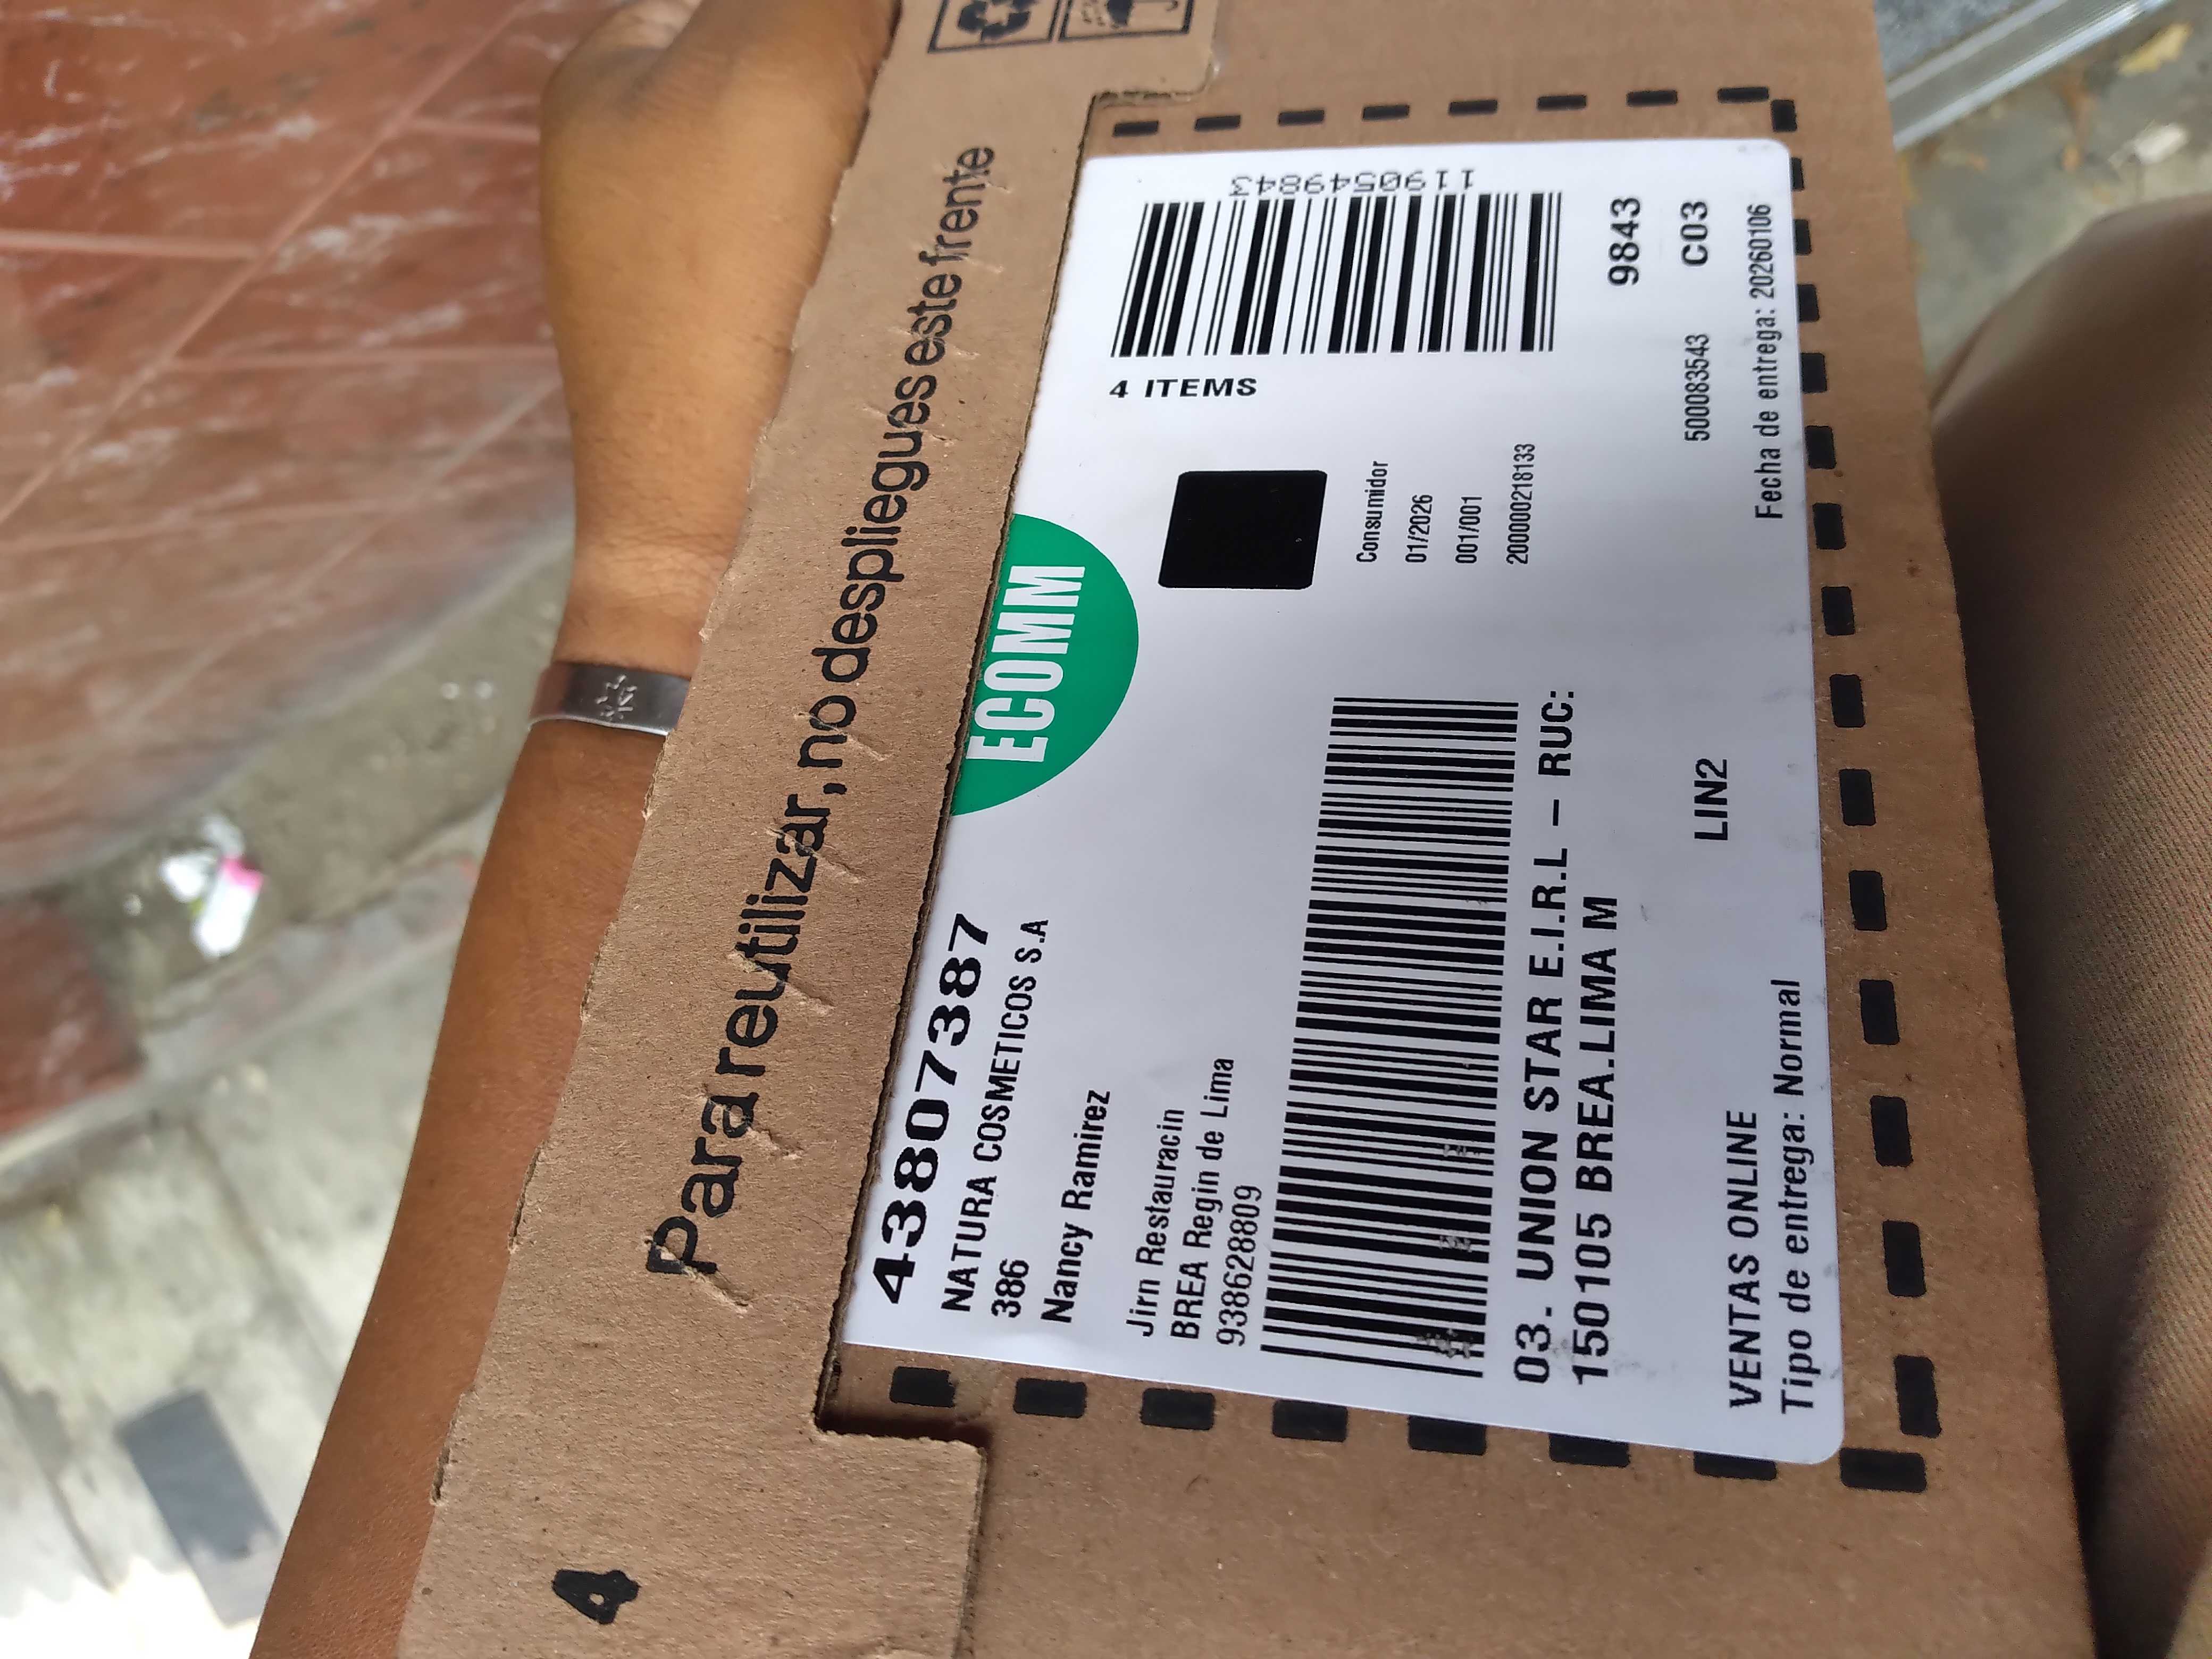 Para reutilizar, no despliegues este frente
4
43807387
NATURA COSMETICOS S.A
386
Nancy Ramirez
Jirn Restauracin
BREA Regin de Lima
938628809
ECOMM
4 ITEMS
1190549843
Consumidor
01/2026
001/001
200000218133
03. UNION STAR E.I.R.L – RUC:
150105 BREA.LIMA M
9843
LIN2
500083543
C03
VENTAS ONLINE
Tipo de entrega: Normal
Fecha de entrega: 20260106